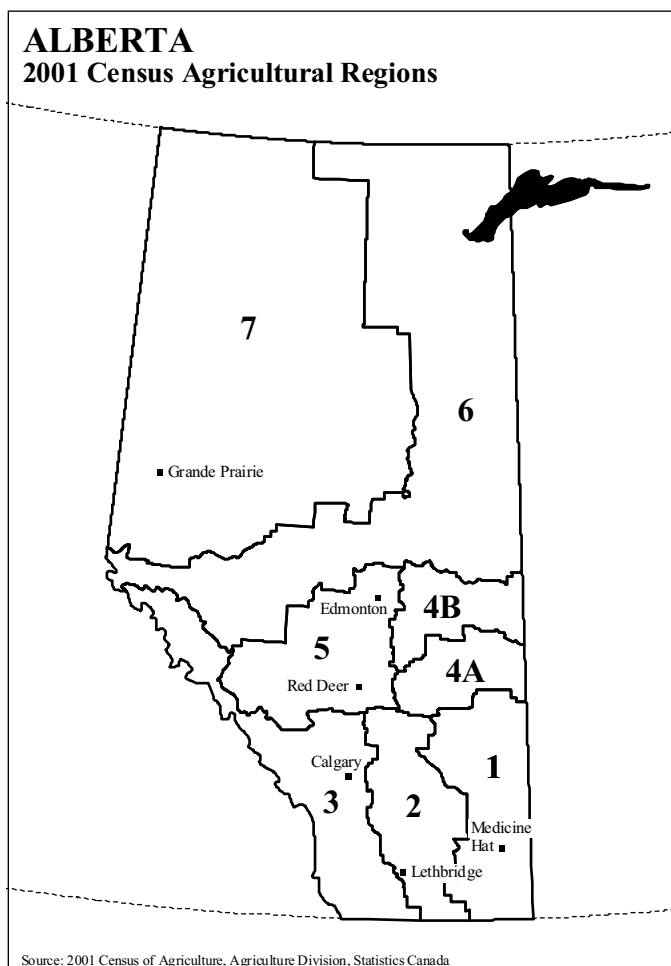 ALBERTA
2001 Census Agricultural Regions
7
6
Grande Prairie
Edmonton
4B
5
4A
Red Deer
1
Calgary
3
2
Medicine
Hat
Lethbridge
Source: 2001 Census of Agriculture, Agriculture Division, Statistics Canada